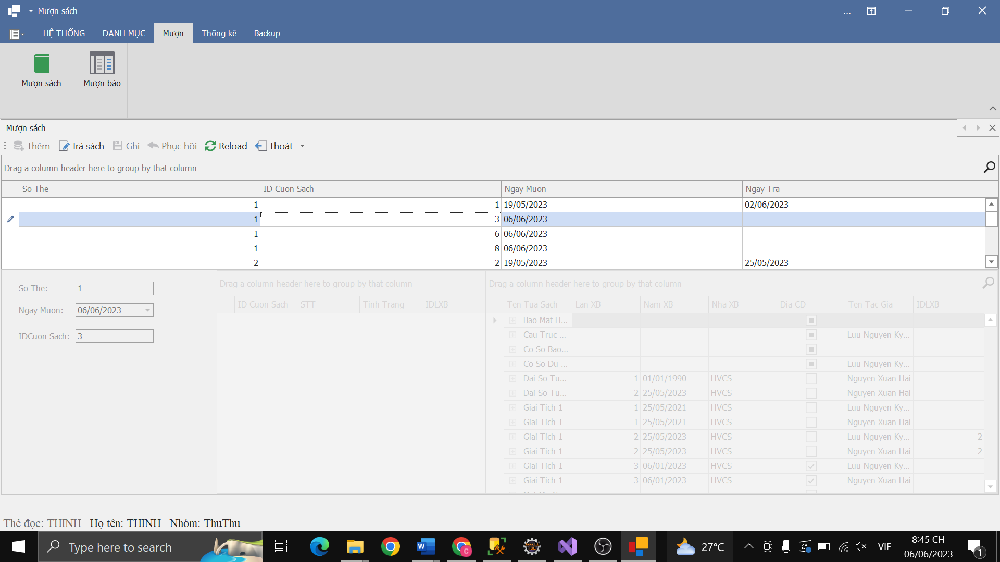 Mượn sách
...
HỆ THỐNG DANH MỤC Mượn Thống kê Backup
Mượn sách Mượn báo
Mượn sách
Thêm Trả sách Ghi Phục hồi Reload Thoát
Drag a column header here to group by that column
So The ID Cuon Sach Ngay Muon Ngay Tra
1 1 19/05/2023 02/06/2023
1 3 06/06/2023
1 6 06/06/2023
1 8 06/06/2023
2 2 19/05/2023 25/05/2023
So The: 1
Ngay Muon: 06/06/2023
IDCuon Sach: 3
Drag a column header here to group by that column
ID Cuon Sach STT Tinh Trang IDLXB
Drag a column header here to group by that column
Ten Tua Sach Lan XB Nam XB Nha XB Dia CD Ten Tac Gia IDLXB
Bao Mat H...
Cau Truc ... Luu Nguyen Ky...
Co So Bao...
Co So Du ... Luu Nguyen Ky...
Dai So Tu... 1 01/01/1990 HVCS Nguyen Xuan Hai
Dai So Tu... 2 25/05/2023 HVCS Nguyen Xuan Hai
Giai Tich 1 1 25/05/2021 HVCS Luu Nguyen Ky...
Giai Tich 1 1 25/05/2021 HVCS Nguyen Xuan Hai
Giai Tich 1 2 25/05/2023 HVCS Luu Nguyen Ky... 2
Giai Tich 1 2 25/05/2023 HVCS Nguyen Xuan Hai 2
Giai Tich 1 3 06/01/2023 HVCS Luu Nguyen Ky...
Giai Tich 1 3 06/01/2023 HVCS Nguyen Xuan Hai
Thẻ đọc: THINH Họ tên: THINH Nhóm: ThuThu
Type here to search
27°C
VIE
8:45 CH
06/06/2023
1